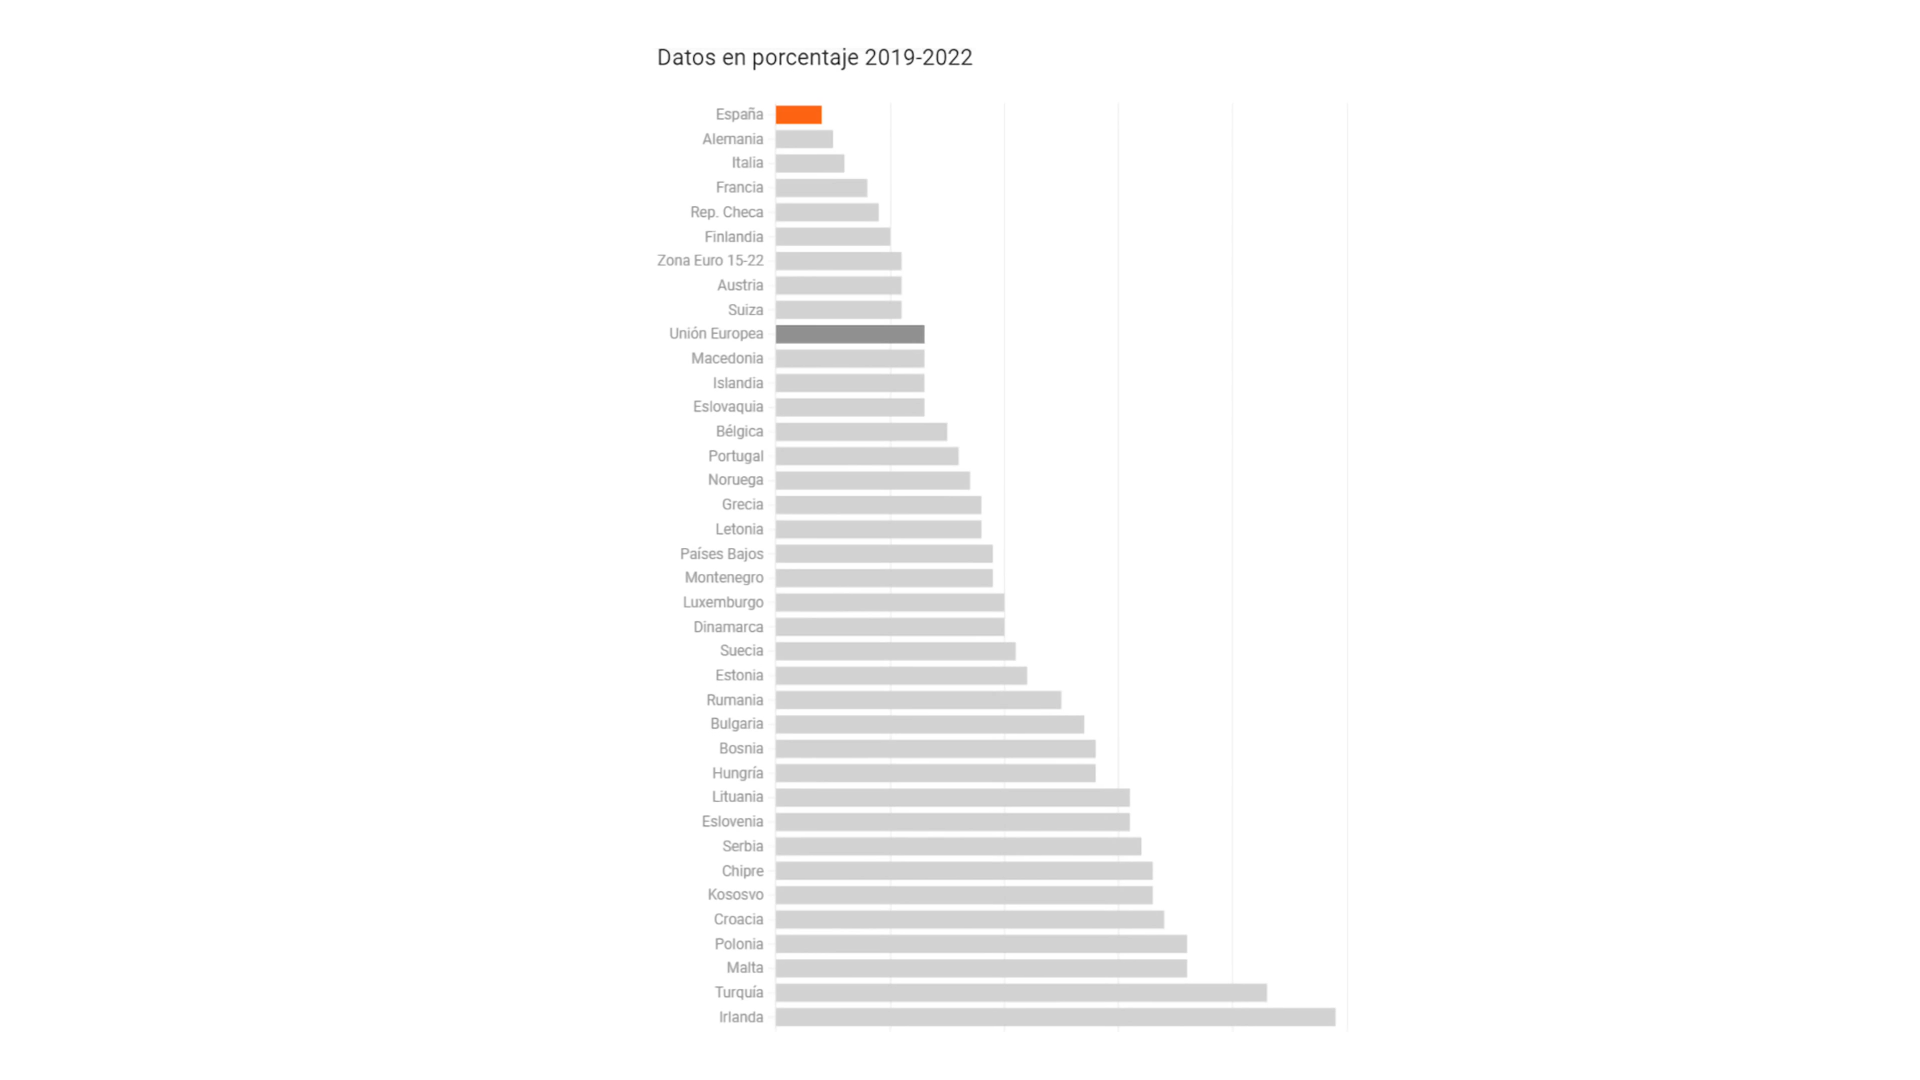 Datos en porcentaje 2019-2022
España
Alemania
Italia
Francia
Rep. Checa
Finlandia
Zona Euro 15-22
Austria
Suiza
Unión Europea
Macedonia
Islandia
Eslovaquia
Bélgica
Portugal
Noruega
Grecia
Letonia
Países Bajos
Montenegro
Luxemburgo
Dinamarca
Suecia
Estonia
Rumania
Bulgaria
Bosnia
Hungría
Lituania
Eslovenia
Serbia
Chipre
Kososvo
Croacia
Polonia
Malta
Turquía
Irlanda